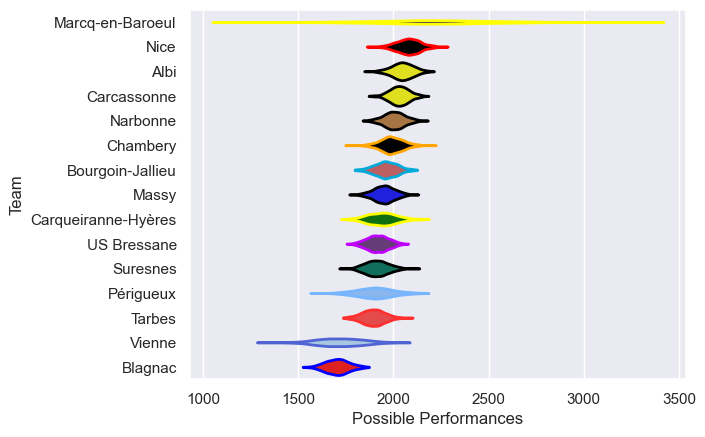 Marcq-en-Baroeul
Nice
Albi
Carcassonne
Narbonne
Chambery
Bourgoin-Jallieu
Massy
Carqueiranne-Hyères
US Bressane
Suresnes
Périgueux
Tarbes
Vienne
Blagnac
Team
1000 1500 2000 2500 3000 3500
Possible Performances